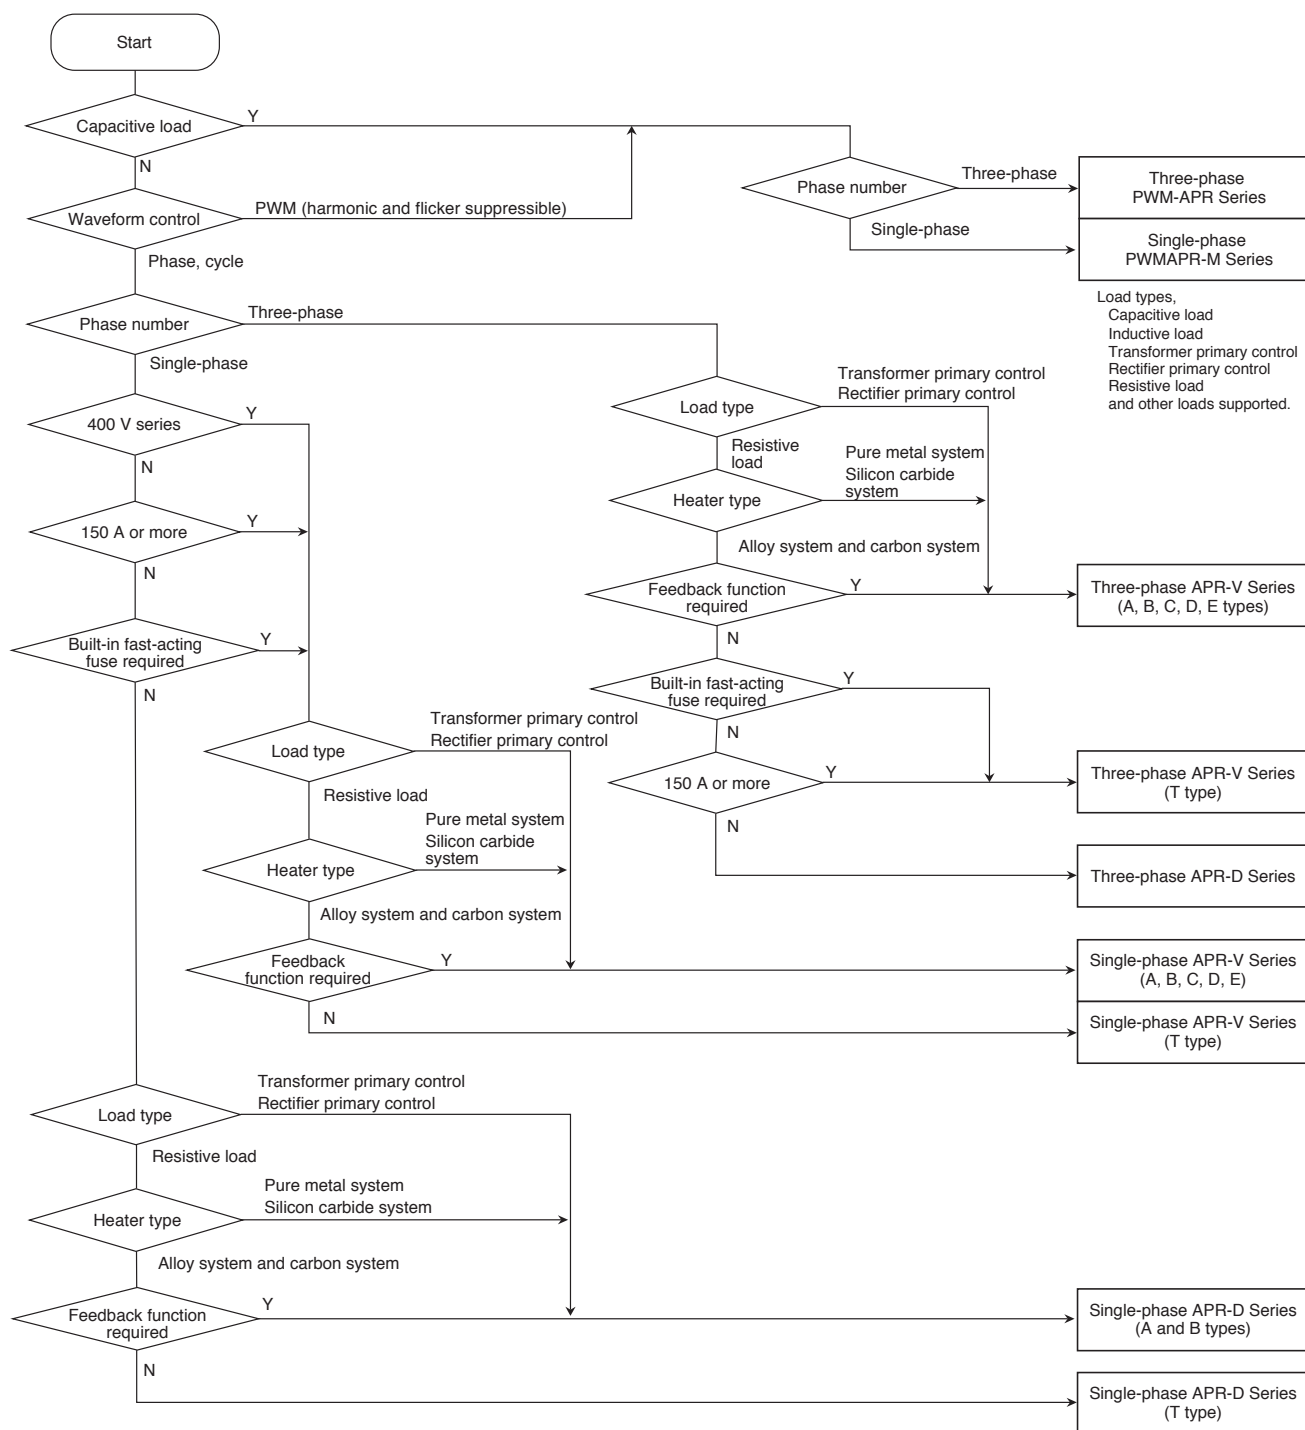 Start
Capacitive load
Y
N
Waveform control
PWM (harmonic and flicker suppressible)
Phase, cycle
Phase number
Three-phase
Single-phase
Three-phase
PWM-APR Series
Single-phase
PWMAPR-M Series
Load types,
Capacitive load
Inductive load
Transformer primary control
Rectifier primary control
Resistive load
and other loads supported.
Phase number
Three-phase
Single-phase
400 V series
Y
N
150 A or more
Y
N
Built-in fast-acting
fuse required
Y
N
Load type
Transformer primary control
Rectifier primary control
Resistive
load
Heater type
Pure metal system
Silicon carbide
system
Alloy system and carbon system
Feedback function
required
Y
N
Three-phase APR-V Series
(A, B, C, D, E types)
Built-in fast-acting
fuse required
Y
N
150 A or more
Y
N
Three-phase APR-V Series
(T type)
Three-phase APR-D Series
Load type
Transformer primary control
Rectifier primary control
Resistive load
Heater type
Pure metal system
Silicon carbide
system
Alloy system and carbon system
Feedback
function required
Y
N
Single-phase APR-V Series
(A, B, C, D, E)
Single-phase APR-V Series
(T type)
Load type
Transformer primary control
Rectifier primary control
Resistive load
Heater type
Pure metal system
Silicon carbide system
Alloy system and carbon system
Feedback function
required
Y
N
Single-phase APR-D Series
(A and B types)
Single-phase APR-D Series
(T type)